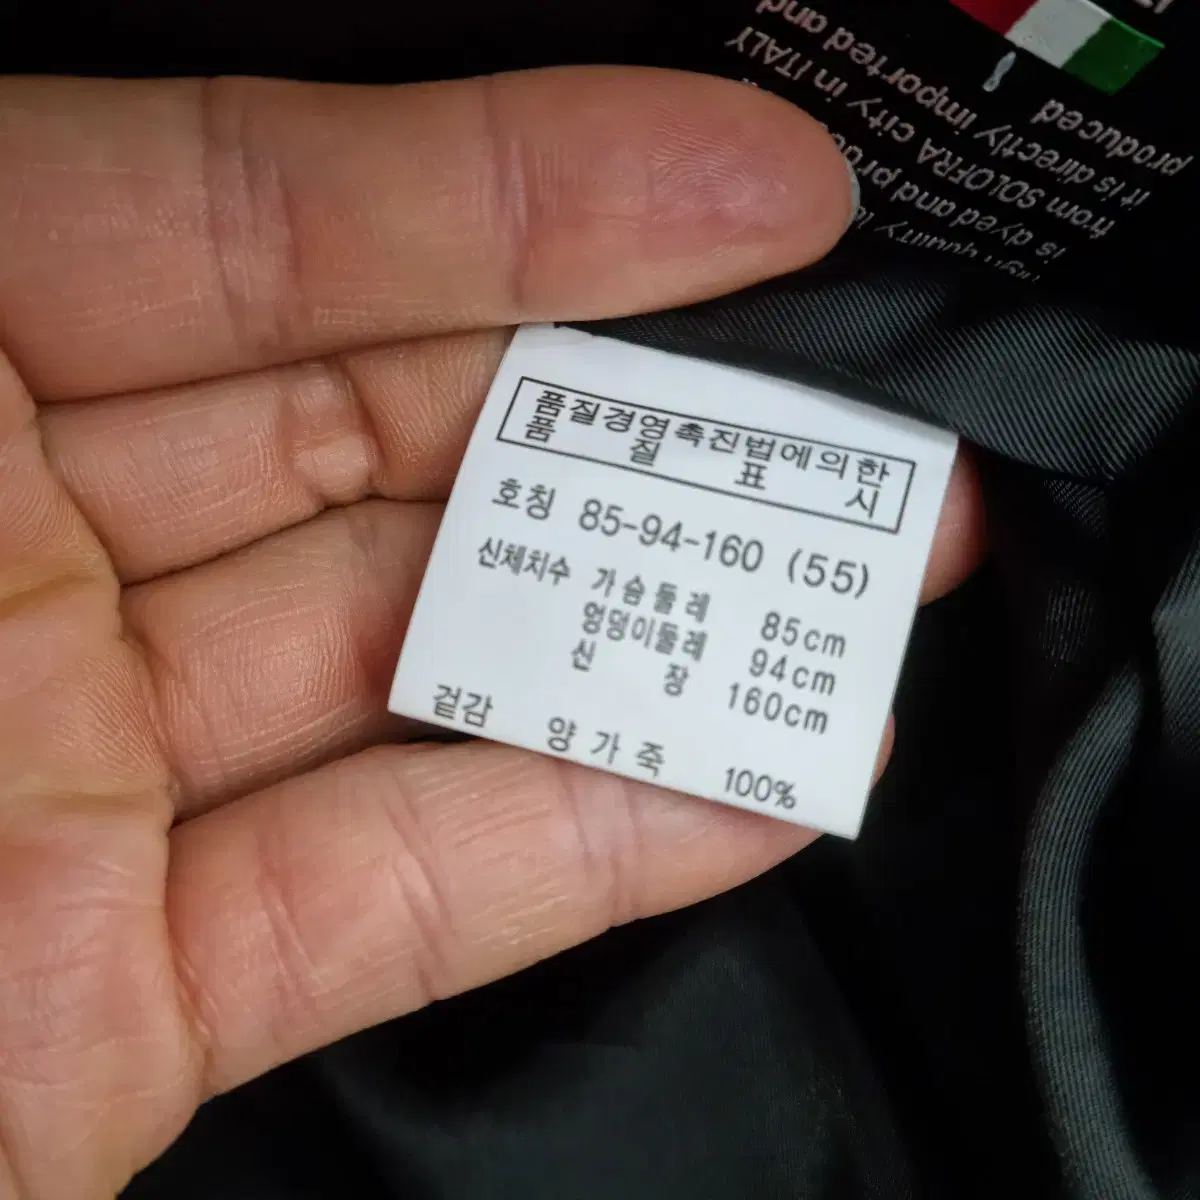 품질경영촉진법에의한
품 질 표 시
호칭 85-94-160 (55)
신체치수 가슴둘레 85cm
엉덩이둘레 94cm
신 장 160cm
겉감 양가죽 100%
quality
is dyed and
from SOLOFRA city in ITALY
it is directly imported and
produced